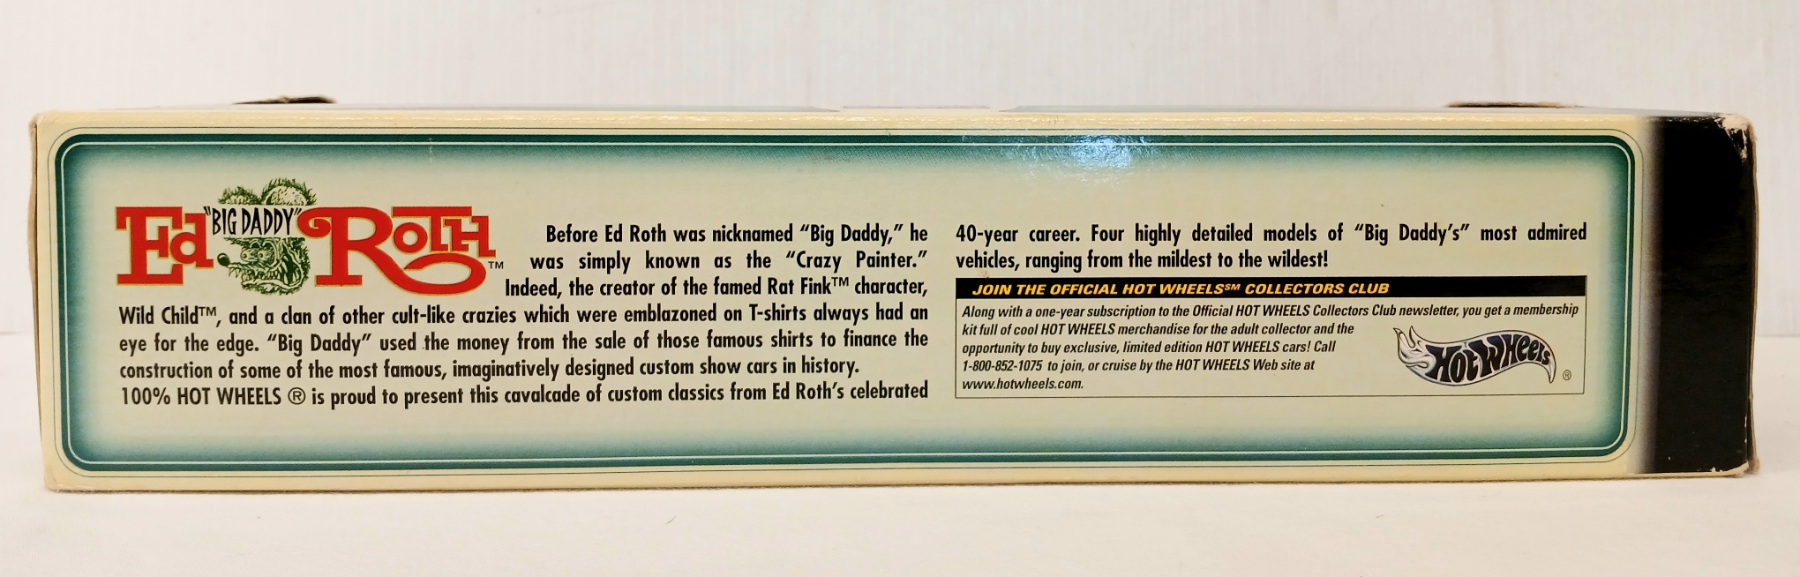 Ed "BIG DADDY" Roth™
Before Ed Roth was nicknamed “Big Daddy,” he
was simply known as the “Crazy Painter.”
Indeed, the creator of the famed Rat Fink™ character,
Wild Child™, and a clan of other cult-like crazies which were emblazoned on T-shirts always had an
eye for the edge. “Big Daddy” used the money from the sale of those famous shirts to finance the
construction of some of the most famous, imaginatively designed custom show cars in history.
100% HOT WHEELS ® is proud to present this cavalcade of custom classics from Ed Roth’s celebrated
40-year career. Four highly detailed models of “Big Daddy’s” most admired
vehicles, ranging from the mildest to the wildest!
JOIN THE OFFICIAL HOT WHEELS℠ COLLECTORS CLUB
Along with a one-year subscription to the Official HOT WHEELS Collectors Club newsletter, you get a membership
kit full of cool HOT WHEELS merchandise for the adult collector and the
opportunity to buy exclusive, limited edition HOT WHEELS cars! Call
1-800-852-1075 to join, or cruise by the HOT WHEELS Web site at
www.hotwheels.com.
Hot Wheels®